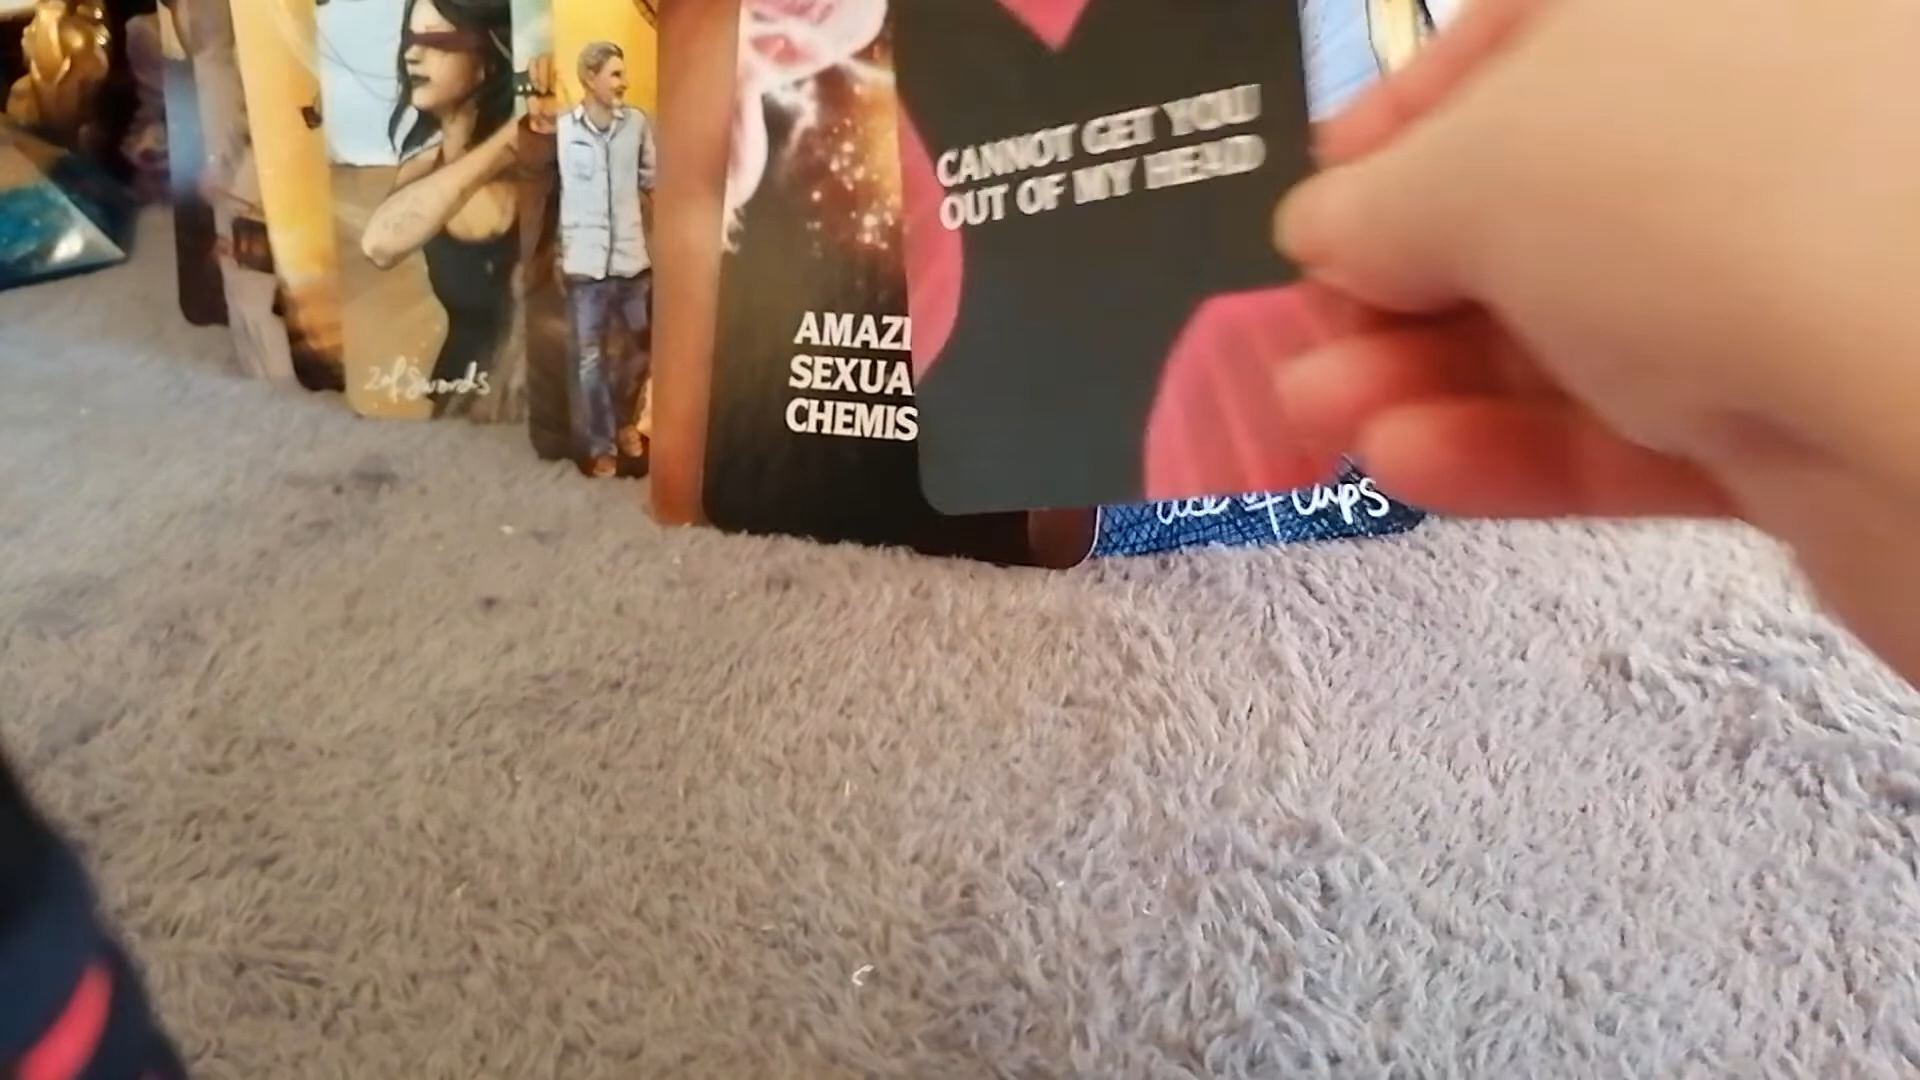 CANNOT GET YOU
OUT OF MY HEAD
AMAZI
SEXUA
CHEMIS
2 of Swords
ace of Cups